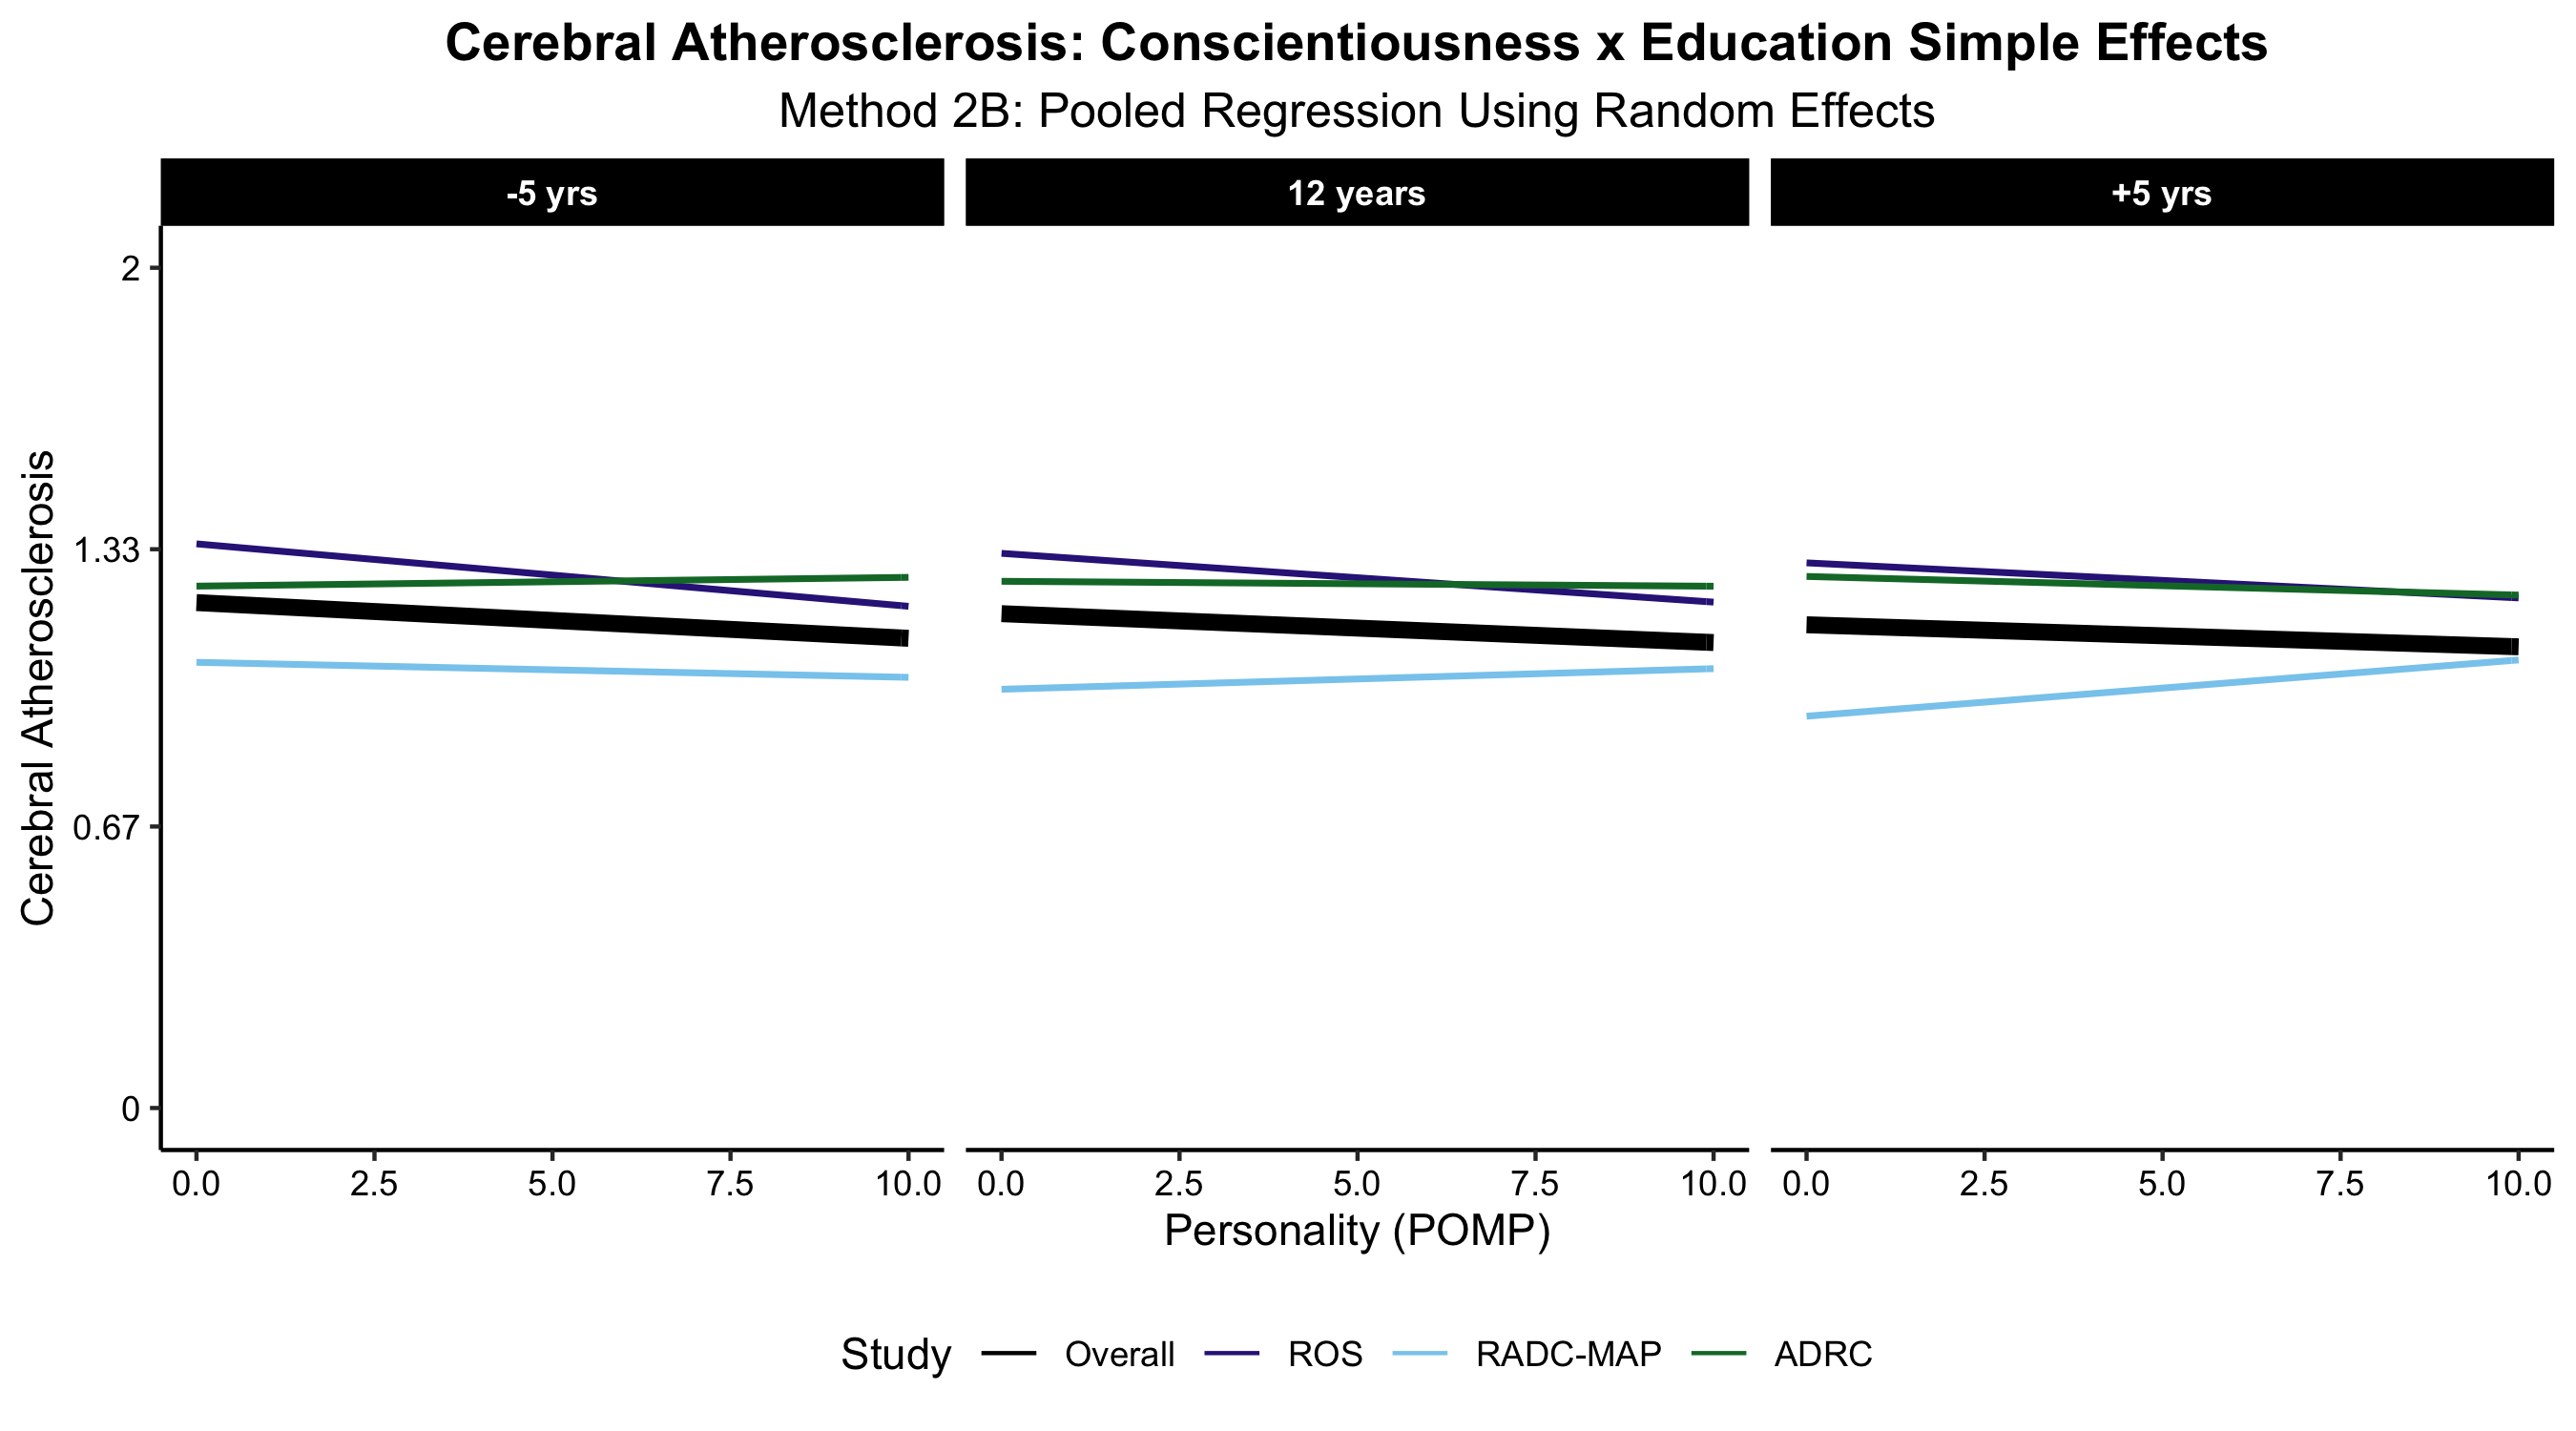 Cerebral Atherosclerosis: Conscientiousness x Education Simple Effects
Method 2B: Pooled Regression Using Random Effects
-5 yrs
12 years
+5 yrs
Cerebral Atherosclerosis
2
1.33
0.67
0
0.0 2.5 5.0 7.5 10.0
0.0 2.5 5.0 7.5 10.0
0.0 2.5 5.0 7.5 10.0
Personality (POMP)
Study Overall ROS RADC-MAP ADRC